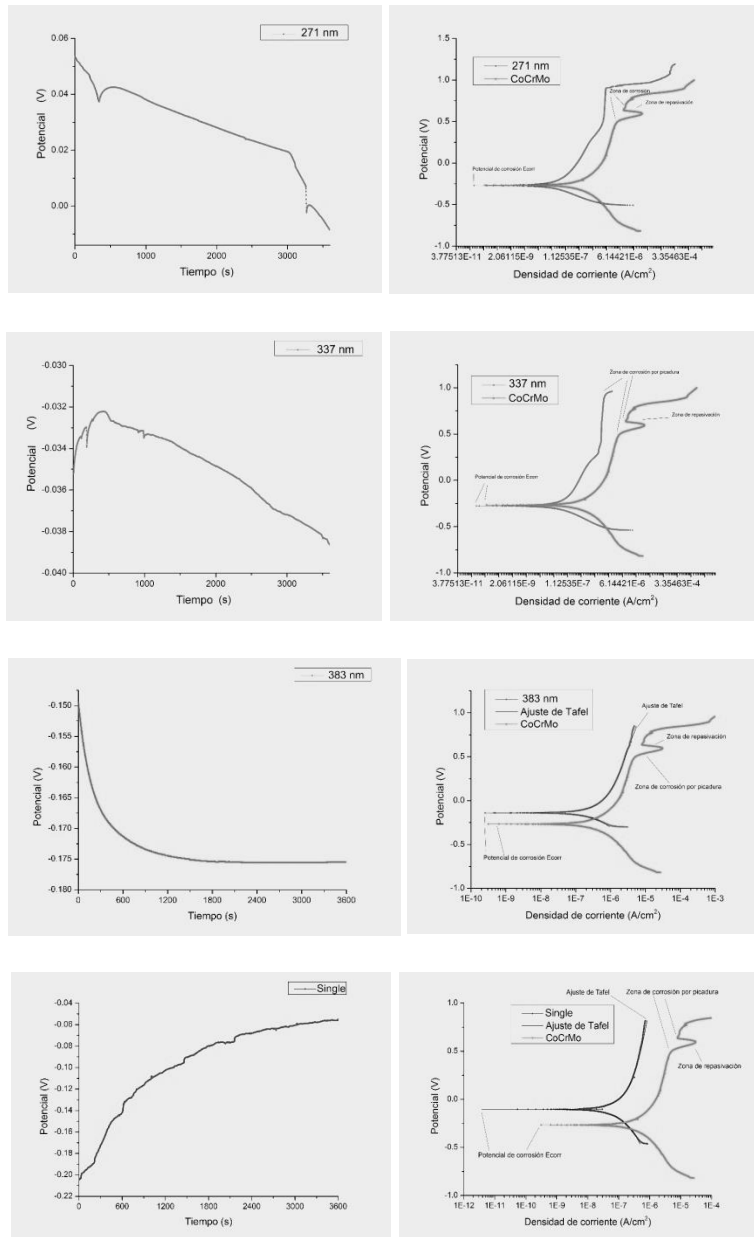 271 nm
0.06
0.04
0.02
0.00
Potencial (V)
0
1000
2000
3000
Tiempo (s)
271 nm
CoCrMo
Zona de corrosión
Zona de repasivación
Potencial de corrosión Ecorr
1.5
1.0
0.5
0.0
-0.5
-1.0
Potencial (V)
3.77513E-11 2.06115E-9 1.12535E-7 6.14421E-6 3.35463E-4
Densidad de corriente (A/cm²)
337 nm
-0.030
-0.032
-0.034
-0.036
-0.038
-0.040
Potencial (V)
0
1000
2000
3000
Tiempo (s)
337 nm
CoCrMo
Zona de corrosión por picadura
Zona de repasivación
Potencial de corrosión Ecorr
1.0
0.5
0.0
-0.5
-1.0
Potencial (V)
3.77513E-11 2.06115E-9 1.12535E-7 6.14421E-6 3.35463E-4
Densidad de corriente (A/cm²)
383 nm
-0.150
-0.155
-0.160
-0.165
-0.170
-0.175
-0.180
Potencial (V)
0 600 1200 1800 2400 3000 3600
Tiempo (s)
383 nm
Ajuste de Tafel
CoCrMo
Ajuste de Tafel
Zona de repasivación
Zona de corrosión por picadura
Potencial de corrosión Ecorr
1.0
0.5
0.0
-0.5
-1.0
Potencial (V)
1E-10 1E-9 1E-8 1E-7 1E-6 1E-5 1E-4 1E-3
Densidad de corriente (A/cm²)
Single
-0.04
-0.06
-0.08
-0.10
-0.12
-0.14
-0.16
-0.18
-0.20
-0.22
Potencial (V)
0 600 1200 1800 2400 3000 3600
Tiempo (s)
Ajuste de Tafel
Zona de corrosión por picadura
Single
Ajuste de Tafel
CoCrMo
Zona de repasivación
Potencial de corrosión Ecorr
1.0
0.5
0.0
-0.5
-1.0
Potencial (V)
1E-12 1E-11 1E-10 1E-9 1E-8 1E-7 1E-6 1E-5 1E-4
Densidad de corriente (A/cm²)